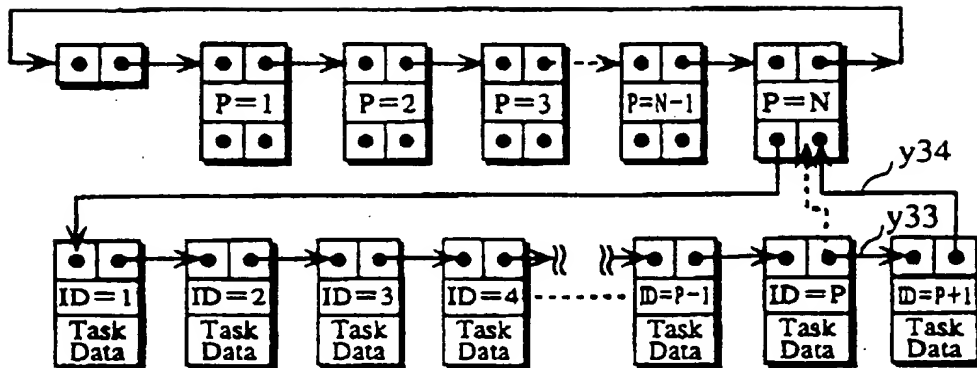 P=1 P=2 P=3 P=N-1 P=N
y34
y33
ID=1 ID=2 ID=3 ID=4 ID=P-1 ID=P ID=P+1
Task Task Task Task Task Task Task
Data Data Data Data Data Data Data